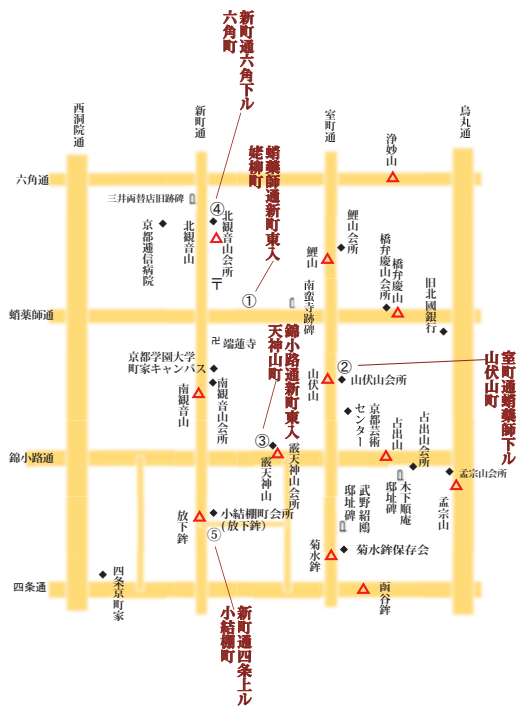 新町通六角下ル
六角町
西洞院通
新町通
室町通
烏丸通
浄妙山
蛸薬師通新町東入
姥柳町
六角通
三井両替店旧跡碑
④
北観音山会所
北観音山
京都逓信病院
〒
鯉山会所
鯉山
橋弁慶山
橋弁慶山会所
旧北國銀行
南蛮寺跡碑
①
蛸薬師通
卍 端蓮寺
錦小路通新町東入
天神山町
京都学園大学
町家キャンパス
南観音山会所
南観音山
山伏山
②
山伏山会所
室町通蛸薬師下ル
山伏山町
京都芸術
センター
占出山
占出山会所
③
霰天神山会所
霰天神山
錦小路通
孟宗山会所
孟宗山
木下順庵
邸址碑
武野紹鴎
邸址碑
放下鉾
小結棚町会所
(放下鉾)
⑤
菊水鉾
菊水鉾保存会
四条京町家
四条通
函谷鉾
新町通四条上ル
小結棚町